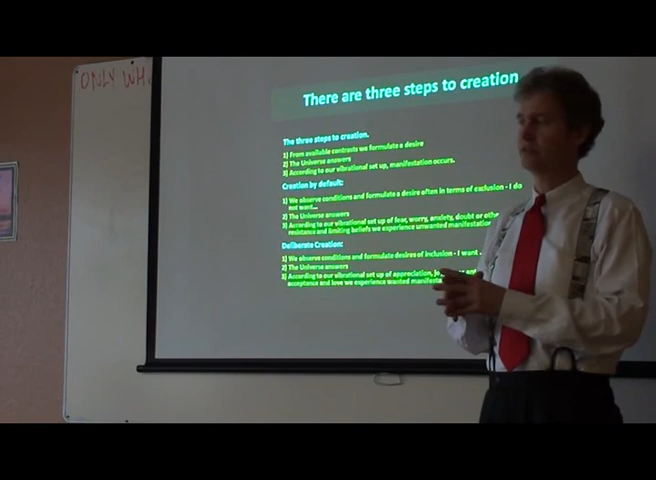 ONLY WH
There are three steps to creation
The three steps to creation.
1) From available contrasts we formulate a desire
2) The Universe answers
3) According to our vibrational set up, manifestation occurs.
Creation by default:
1) We observe conditions and formulate a desire often in terms of exclusion - I do
not want...
2) The Universe answers
3) According to our vibrational set up of fear, worry, anxiety, doubt or othe
resistance and limiting beliefs we experience unwanted manifestation
Deliberate Creation:
1) We observe conditions and formulate desires of inclusion - I want
2) The Universe answers
3) According to our vibrational set up of appreciation,
acceptance and love we experience wanted manifesta